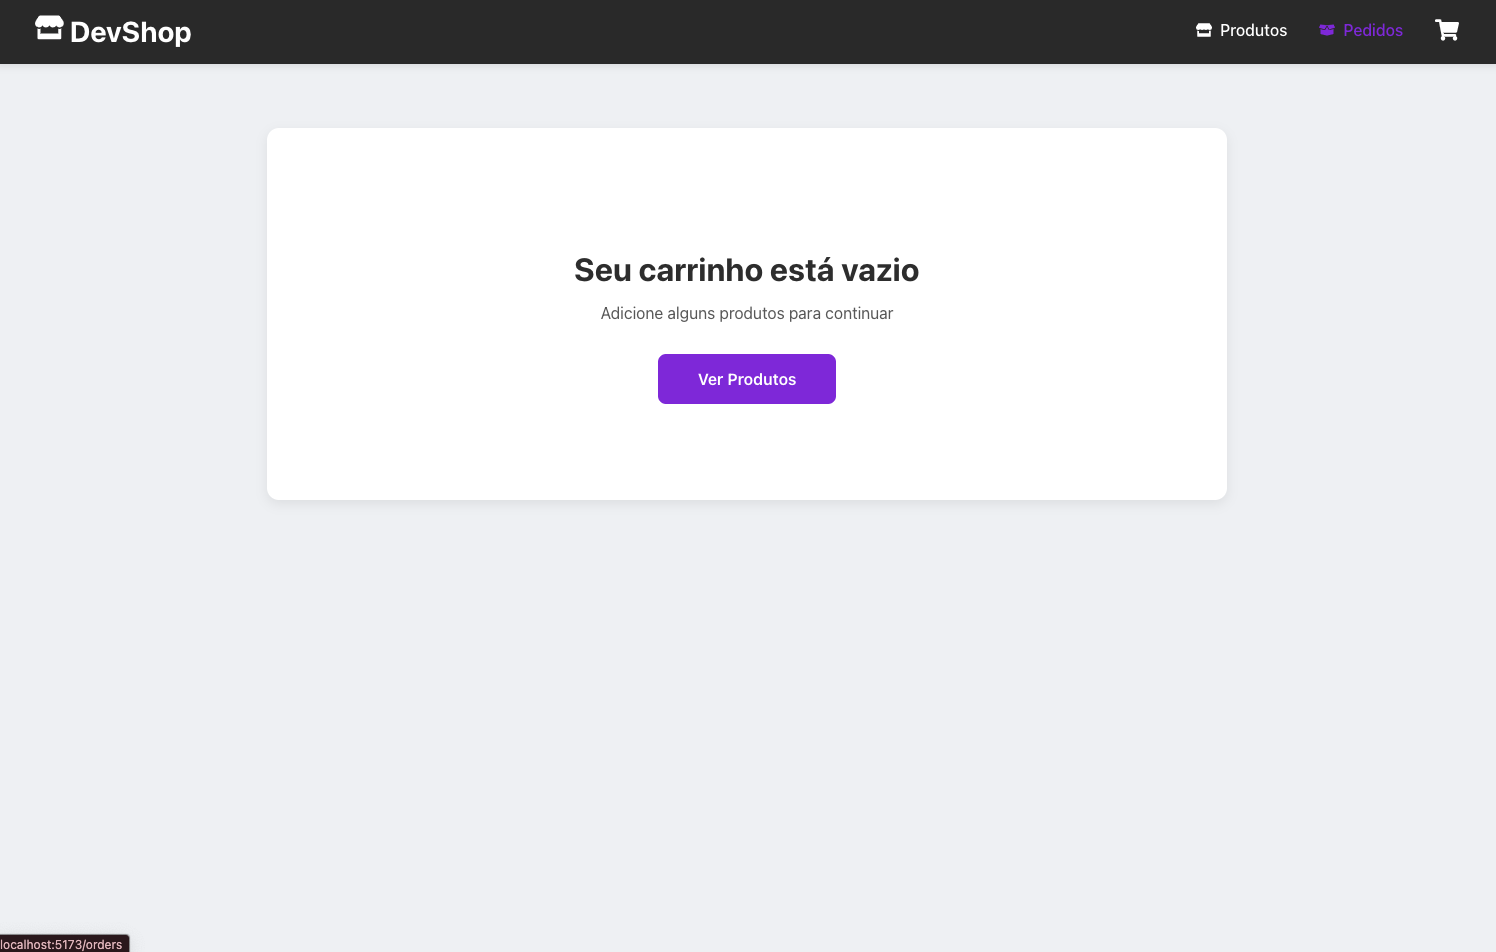 DevShop
Produtos
Pedidos
Seu carrinho está vazio
Adicione alguns produtos para continuar
Ver Produtos
localhost:5173/orders